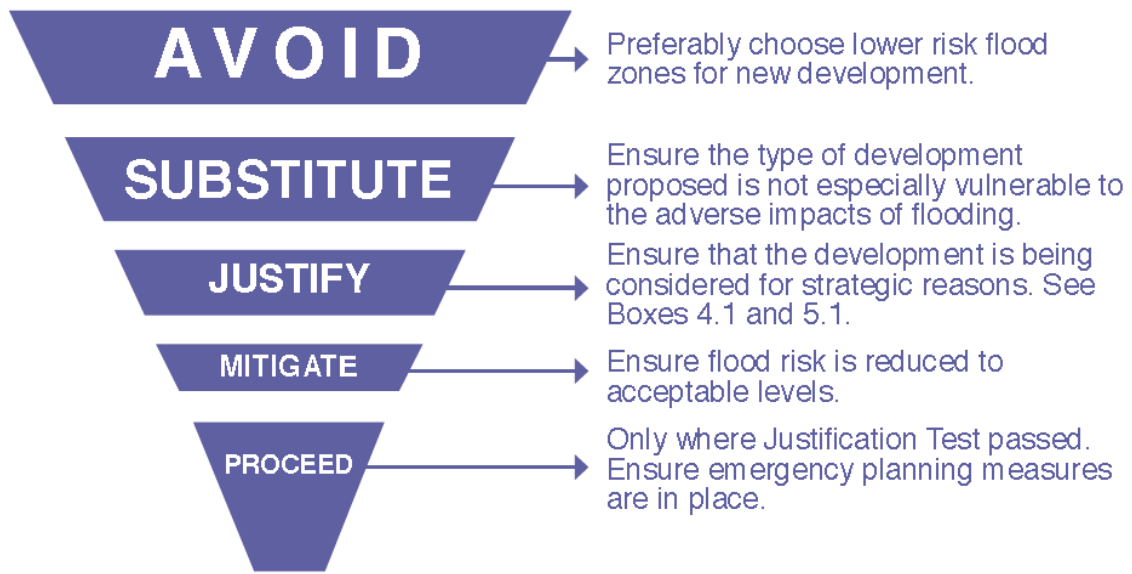 AVOID
Preferably choose lower risk flood
zones for new development.
SUBSTITUTE
Ensure the type of development
proposed is not especially vulnerable to
the adverse impacts of flooding.
JUSTIFY
Ensure that the development is being
considered for strategic reasons. See
Boxes 4.1 and 5.1.
MITIGATE
Ensure flood risk is reduced to
acceptable levels.
PROCEED
Only where Justification Test passed.
Ensure emergency planning measures
are in place.